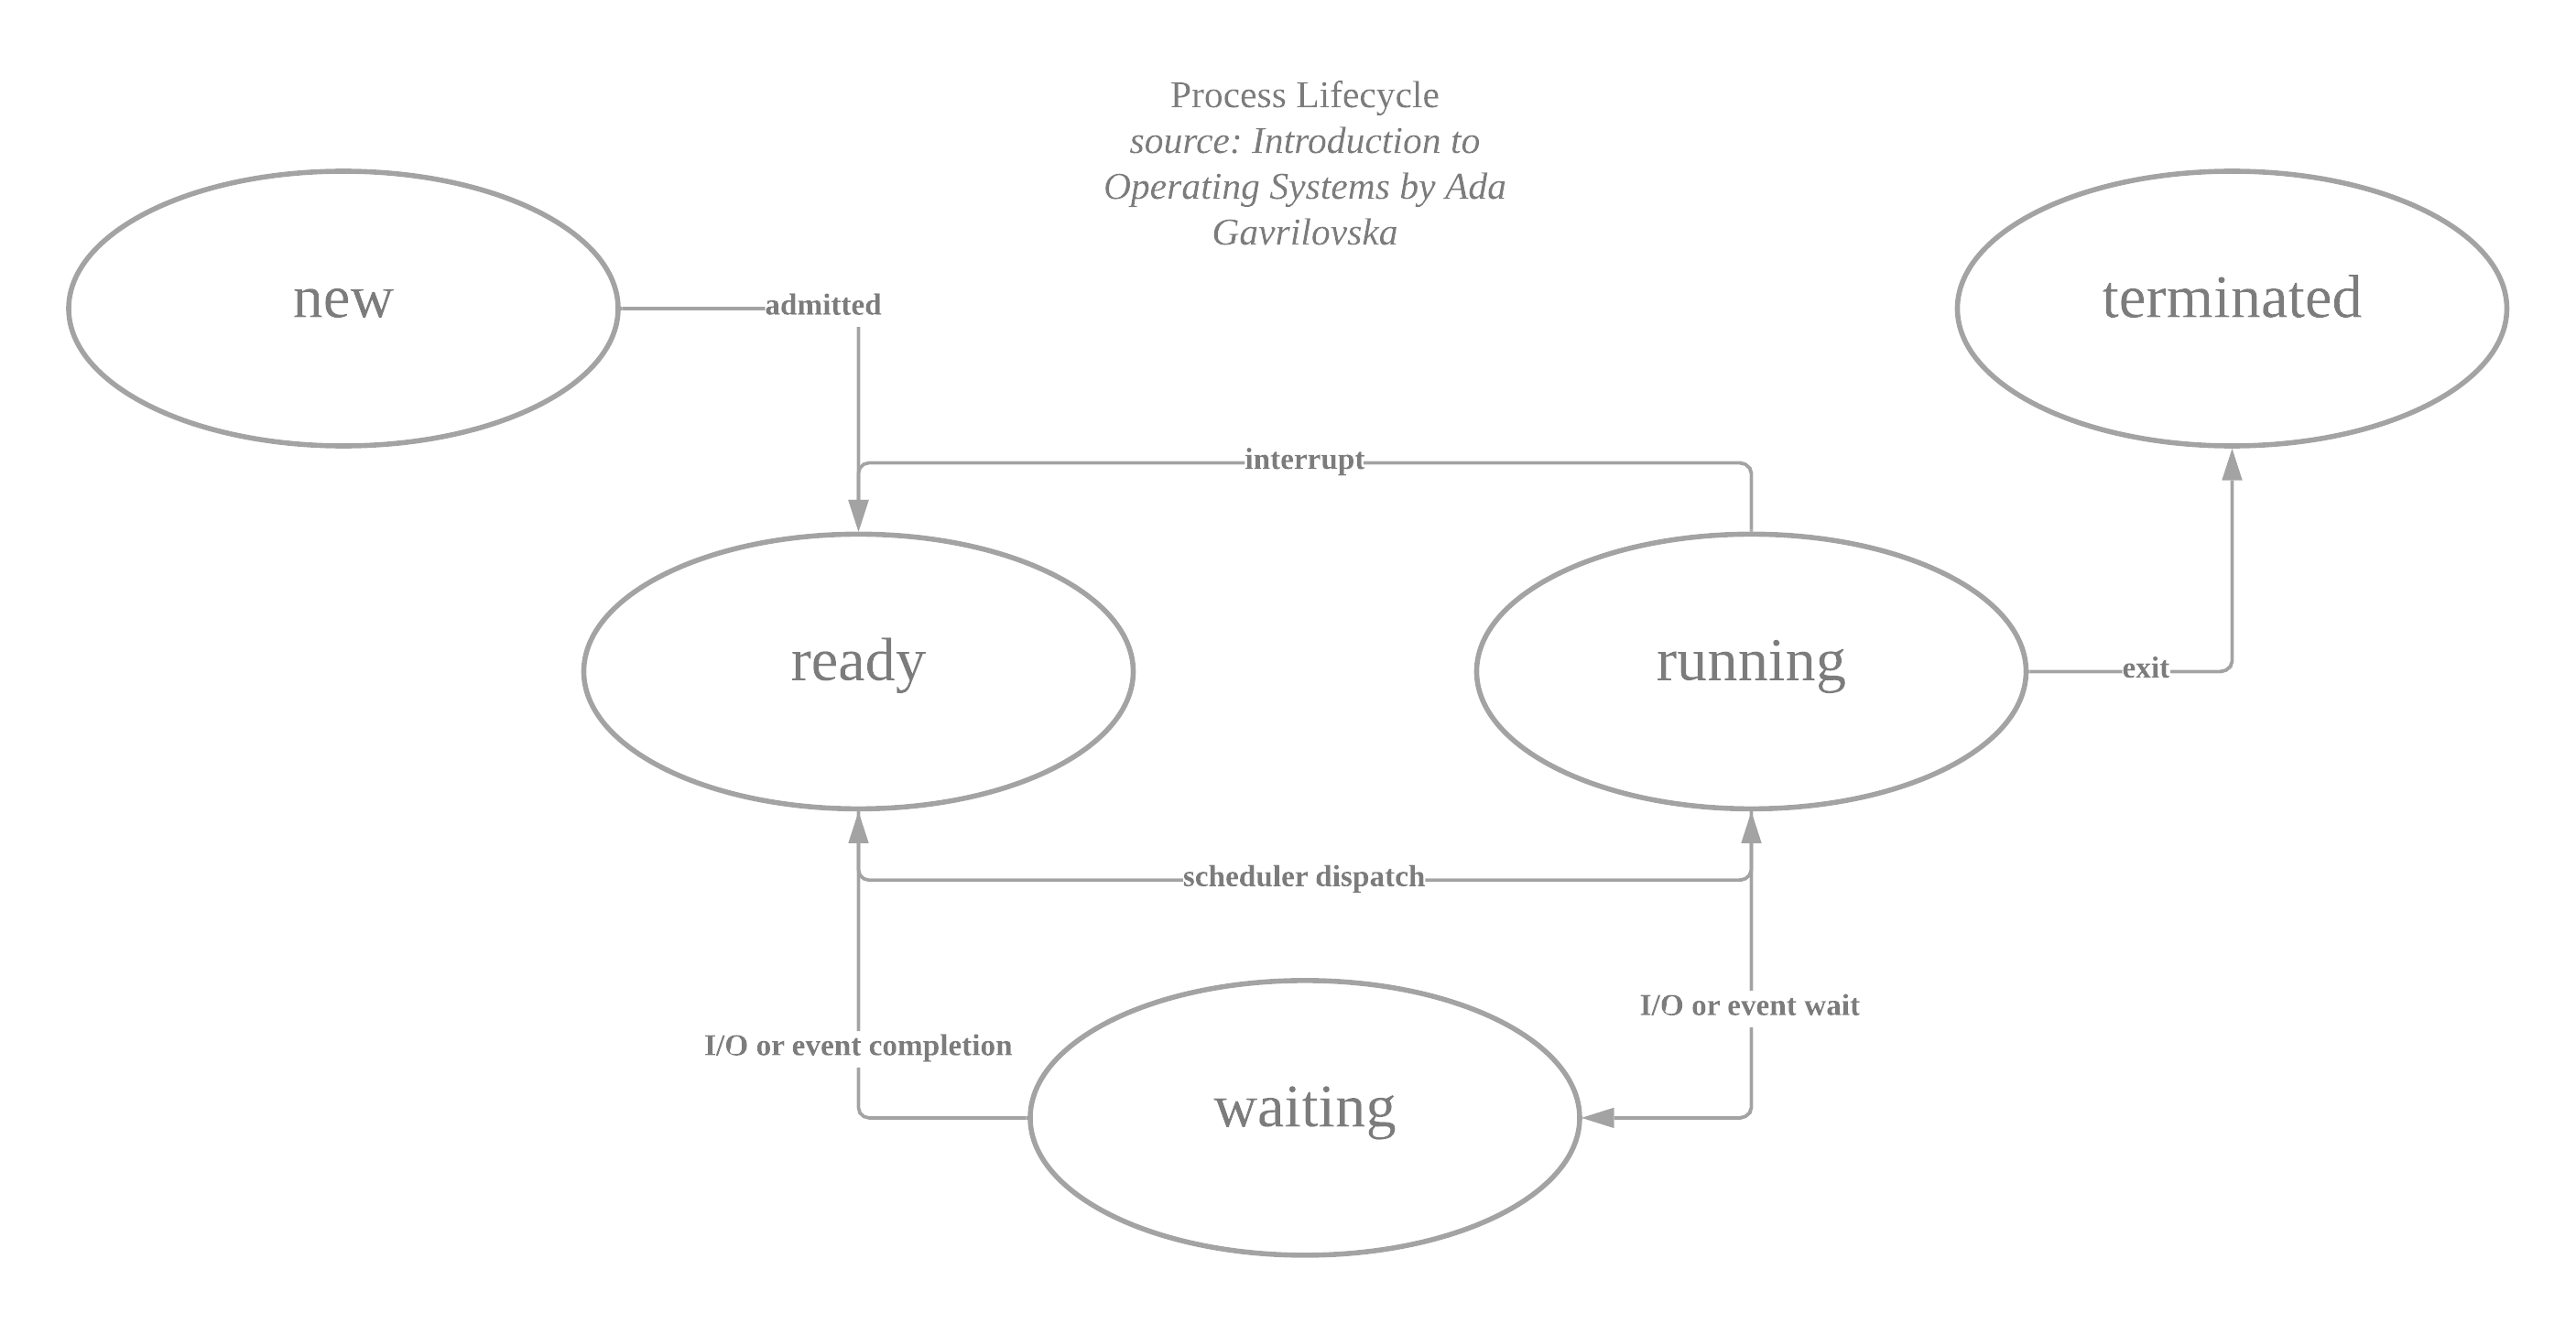 Process Lifecycle
source: Introduction to
Operating Systems by Ada
Gavrilovska
new
terminated
admitted
interrupt
ready
running
exit
scheduler dispatch
I/O or event wait
I/O or event completion
waiting